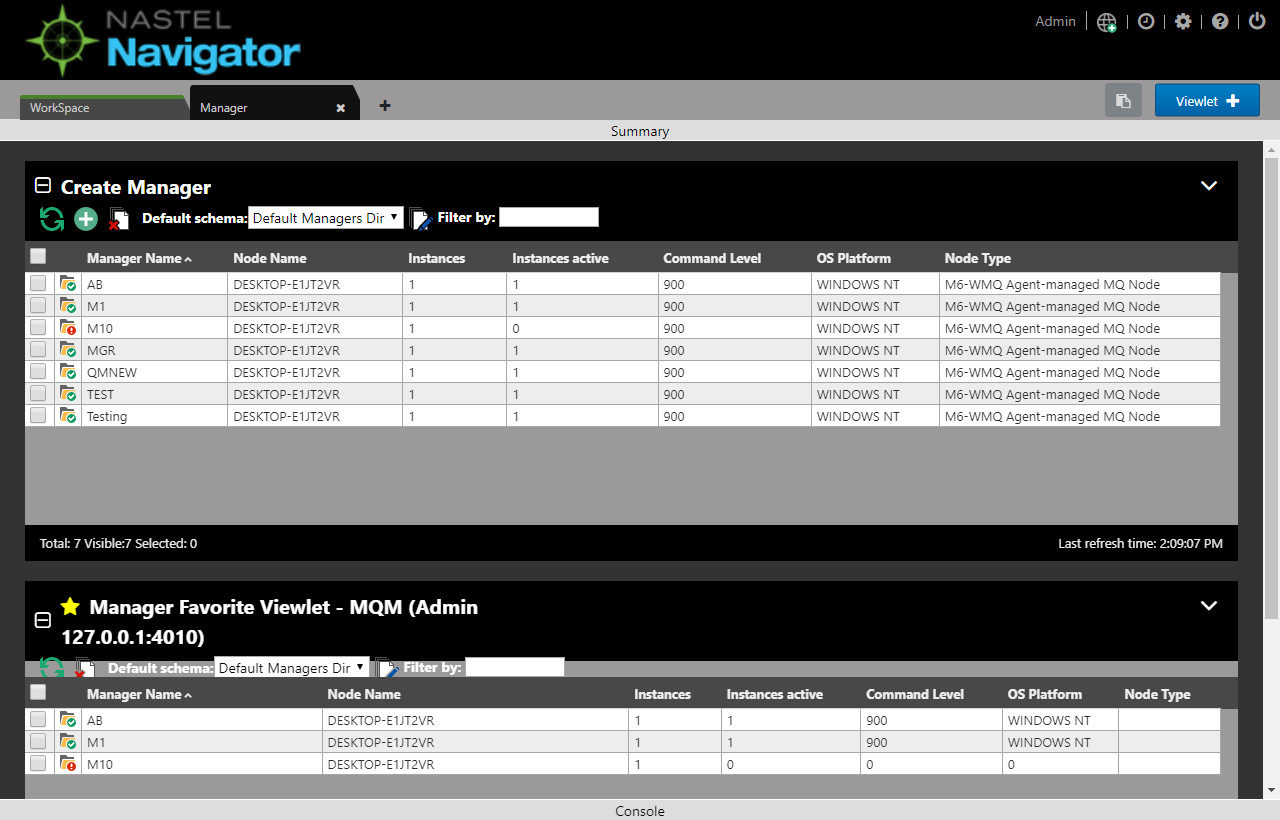 NASTEL
Navigator
Admin
WorkSpace Manager Viewlet
Summary
Create Manager
Default schema: Default Managers Dir Filter by:
Manager Name Node Name Instances Instances active Command Level OS Platform Node Type
AB DESKTOP-E1JT2VR 1 1 900 WINDOWS NT M6-WMQ Agent-managed MQ Node
M1 DESKTOP-E1JT2VR 1 1 900 WINDOWS NT M6-WMQ Agent-managed MQ Node
M10 DESKTOP-E1JT2VR 1 0 900 WINDOWS NT M6-WMQ Agent-managed MQ Node
MGR DESKTOP-E1JT2VR 1 1 900 WINDOWS NT M6-WMQ Agent-managed MQ Node
QMNEW DESKTOP-E1JT2VR 1 1 900 WINDOWS NT M6-WMQ Agent-managed MQ Node
TEST DESKTOP-E1JT2VR 1 1 900 WINDOWS NT M6-WMQ Agent-managed MQ Node
Testing DESKTOP-E1JT2VR 1 1 900 WINDOWS NT M6-WMQ Agent-managed MQ Node
Total: 7 Visible:7 Selected: 0 Last refresh time: 2:09:07 PM
Manager Favorite Viewlet - MQM (Admin
127.0.0.1:4010)
Default schema: Default Managers Dir Filter by:
Manager Name Node Name Instances Instances active Command Level OS Platform Node Type
AB DESKTOP-E1JT2VR 1 1 900 WINDOWS NT
M1 DESKTOP-E1JT2VR 1 1 900 WINDOWS NT
M10 DESKTOP-E1JT2VR 1 0 0 0
Console